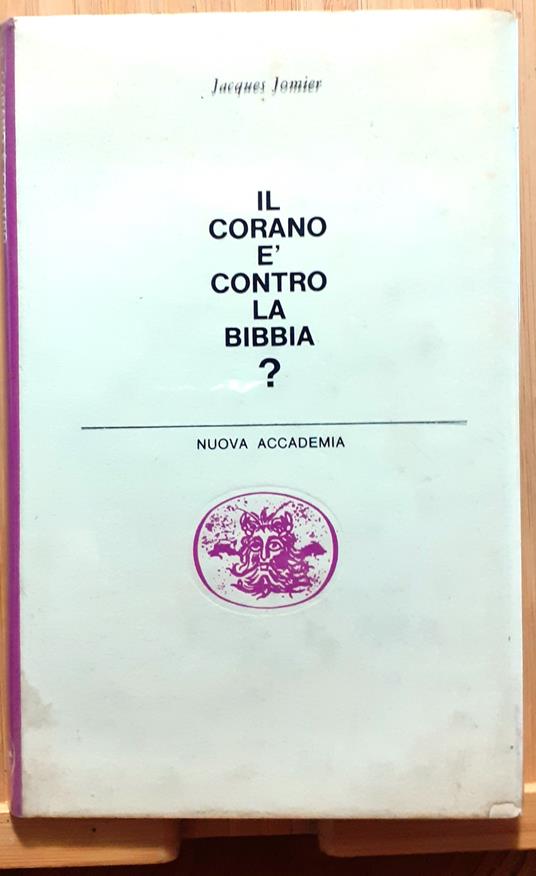 Jacques Jomier
IL
CORANO
E'
CONTRO
LA
BIBBIA
?
NUOVA ACCADEMIA